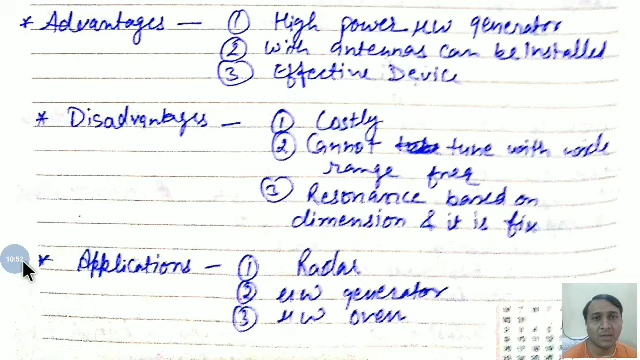 * Advantages - ① High power μw generator
② with antennas can be installed
③ Effective Device
* Disadvantages - ① Costly
② Cannot tune with wide
range freq
③ Resonance based on
dimension & it is fix
10:52
* Applications - ① Radar
② μw generator
③ μw oven